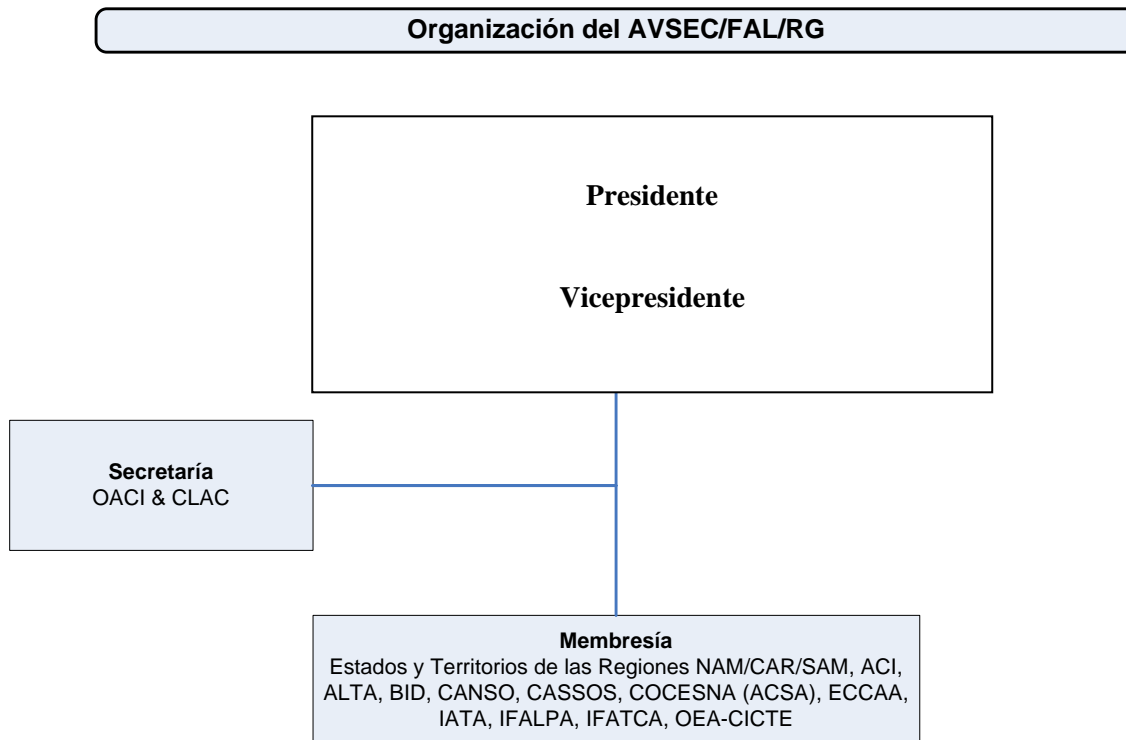 Organización del AVSEC/FAL/RG
Presidente
Vicepresidente
Secretaría
OACI & CLAC
Membresía
Estados y Territorios de las Regiones NAM/CAR/SAM, ACI,
ALTA, BID, CANSO, CASSOS, COCESNA (ACSA), ECCAA,
IATA, IFALPA, IFATCA, OEA-CICTE